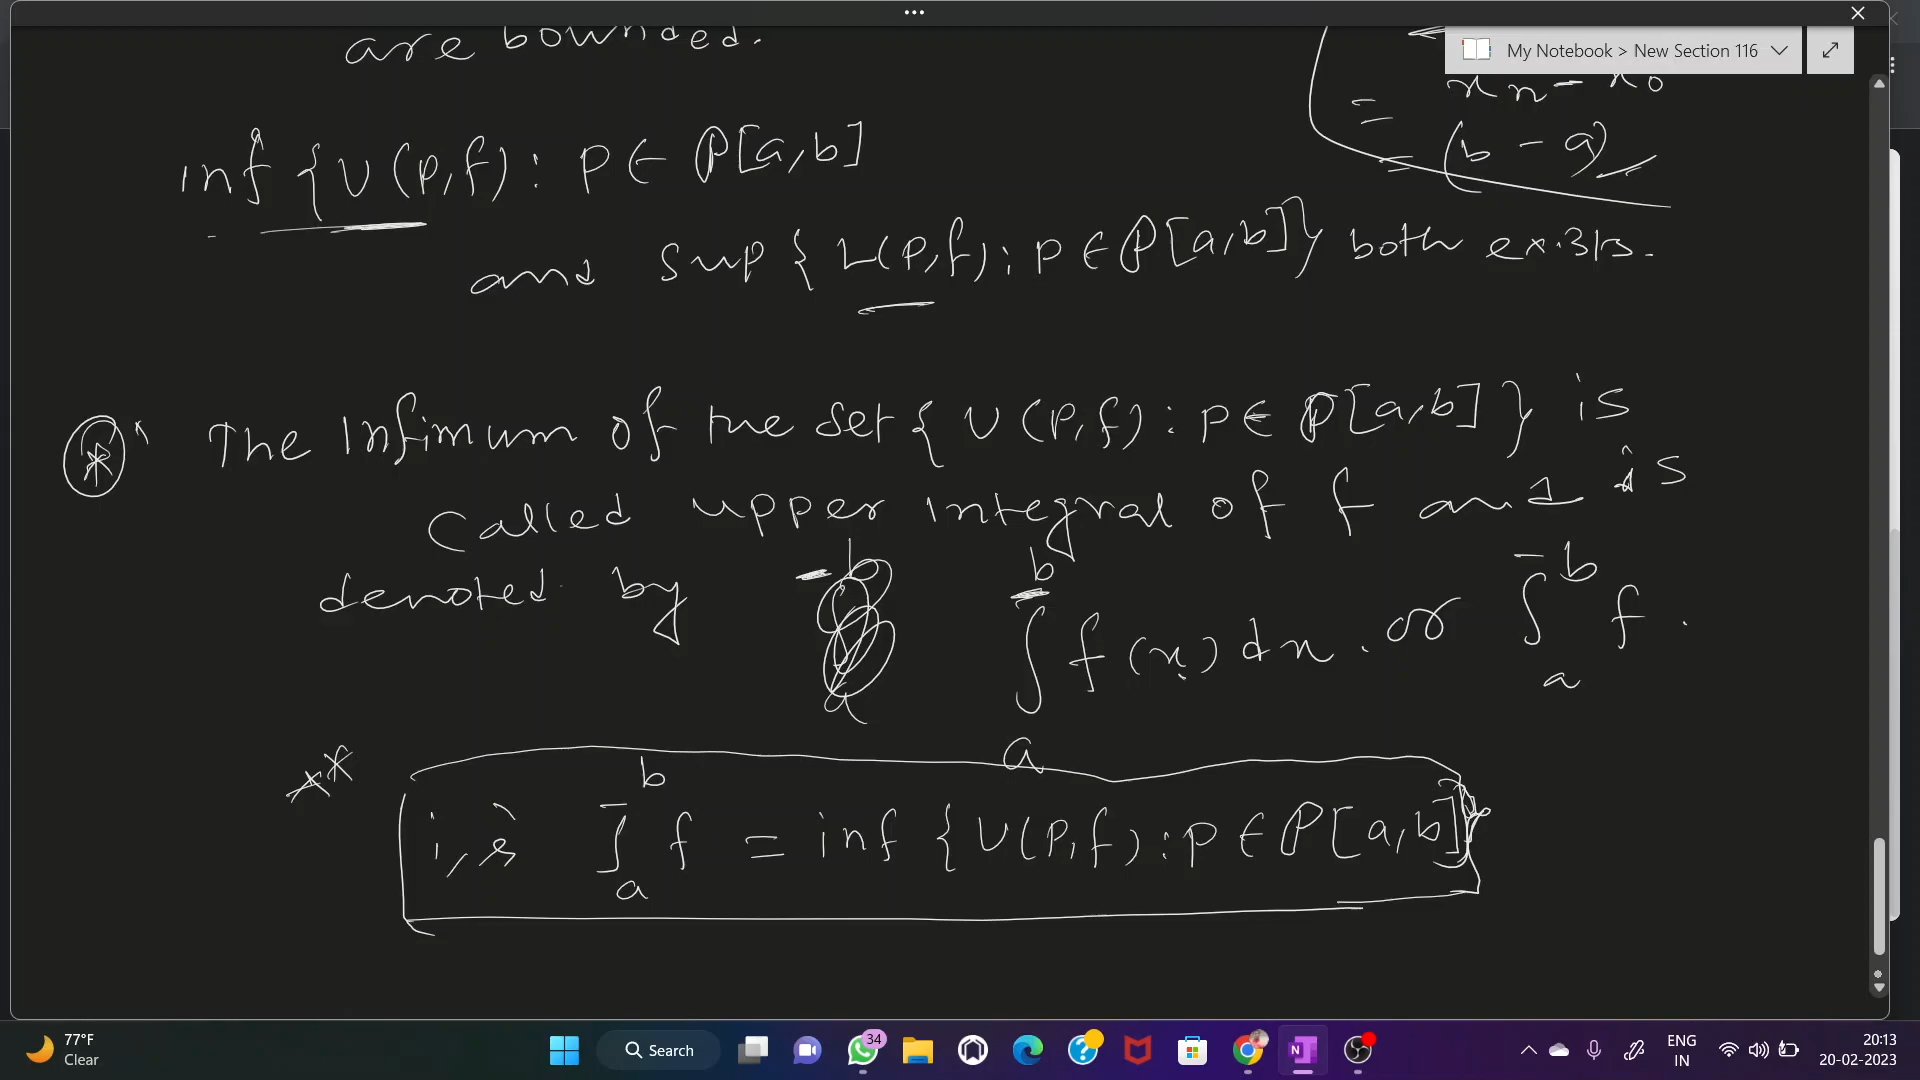 ...
My Notebook > New Section 116
are bounded.
xn - x0
= (b - a)
=
inf {U(P,f) : P ∈ P[a,b]
and sup {L(P,f) : P ∈ P[a,b]} both exists.
The Infimum of the set {U(P,f) : P ∈ P[a,b]} is
Called upper integral of f and is
denoted by ∫̄_a^b f(x) dx. or ∫̄_a^b f.
** i,e ∫̄_a^b f = inf {U(P,f) : P ∈ P[a,b]}
77°F
Clear
Search
34
ENG
IN
20:13
20-02-2023